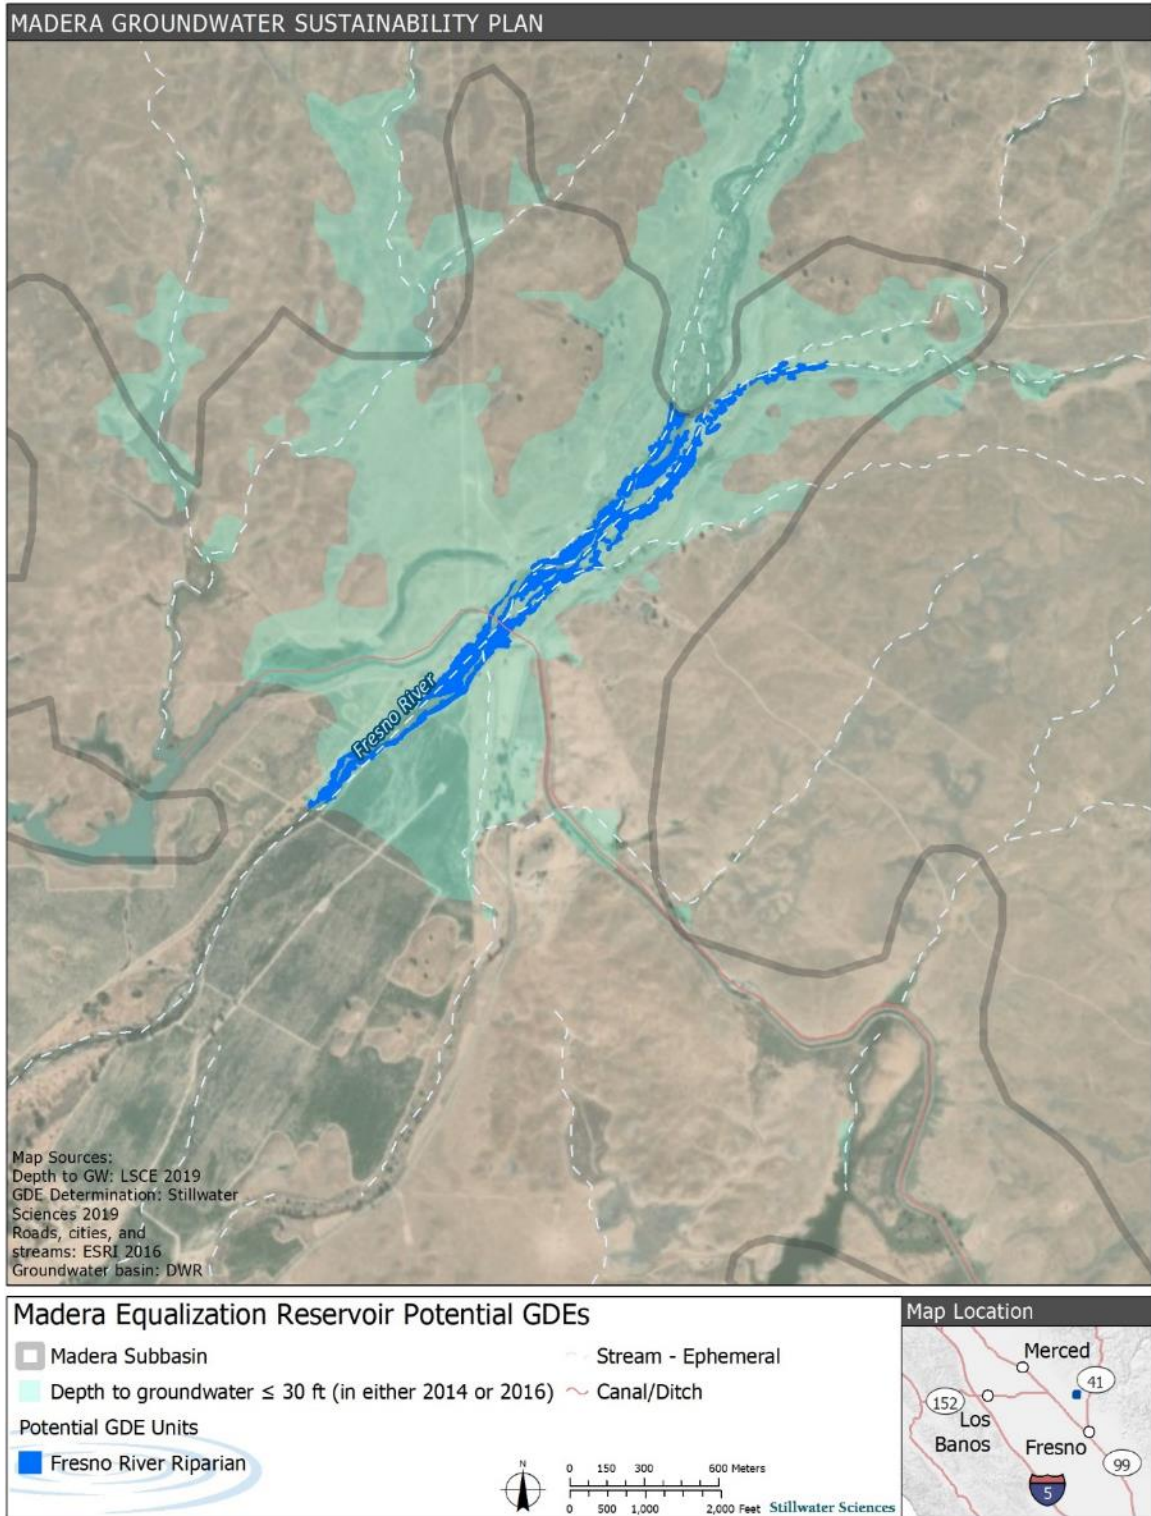 MADERA GROUNDWATER SUSTAINABILITY PLAN
Fresno River
Map Sources:
Depth to GW: LSCE 2019
GDE Determination: Stillwater
Sciences 2019
Roads, cities, and
streams: ESRI 2016
Groundwater basin: DWR
Madera Equalization Reservoir Potential GDEs
Madera Subbasin
Stream - Ephemeral
Depth to groundwater ≤ 30 ft (in either 2014 or 2016)
Canal/Ditch
Potential GDE Units
Fresno River Riparian
N
0 150 300 600 Meters
0 500 1,000 2,000 Feet
Stillwater Sciences
Map Location
Merced
41
152
Los
Banos
Fresno
99
5